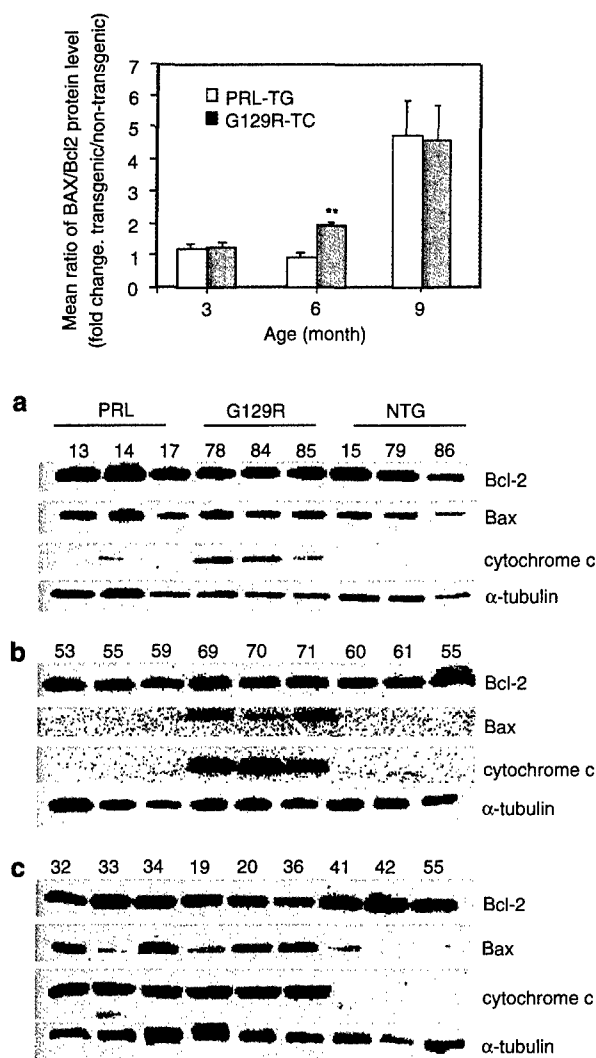 Mean ratio of BAX/Bcl2 protein level
(fold change. transgenic/non-transgenic)
7
6
5
4
3
2
1
0
PRL-TG
G129R-TC
**
3 6 9
Age (month)
a
PRL G129R NTG
13 14 17 78 84 85 15 79 86
Bcl-2
Bax
cytochrome c
α-tubulin
b
53 55 59 69 70 71 60 61 55
Bcl-2
Bax
cytochrome c
α-tubulin
c
32 33 34 19 20 36 41 42 55
Bcl-2
Bax
cytochrome c
α-tubulin